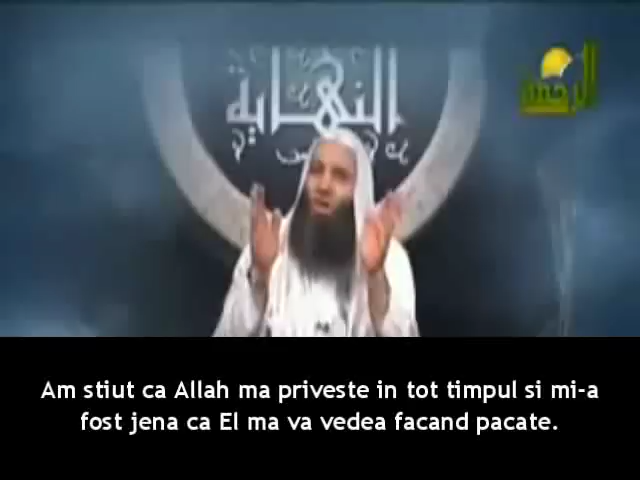 النهاية
الرحمة
Am stiut ca Allah ma priveste in tot timpul si mi-a
fost jena ca El ma va vedea facand pacate.